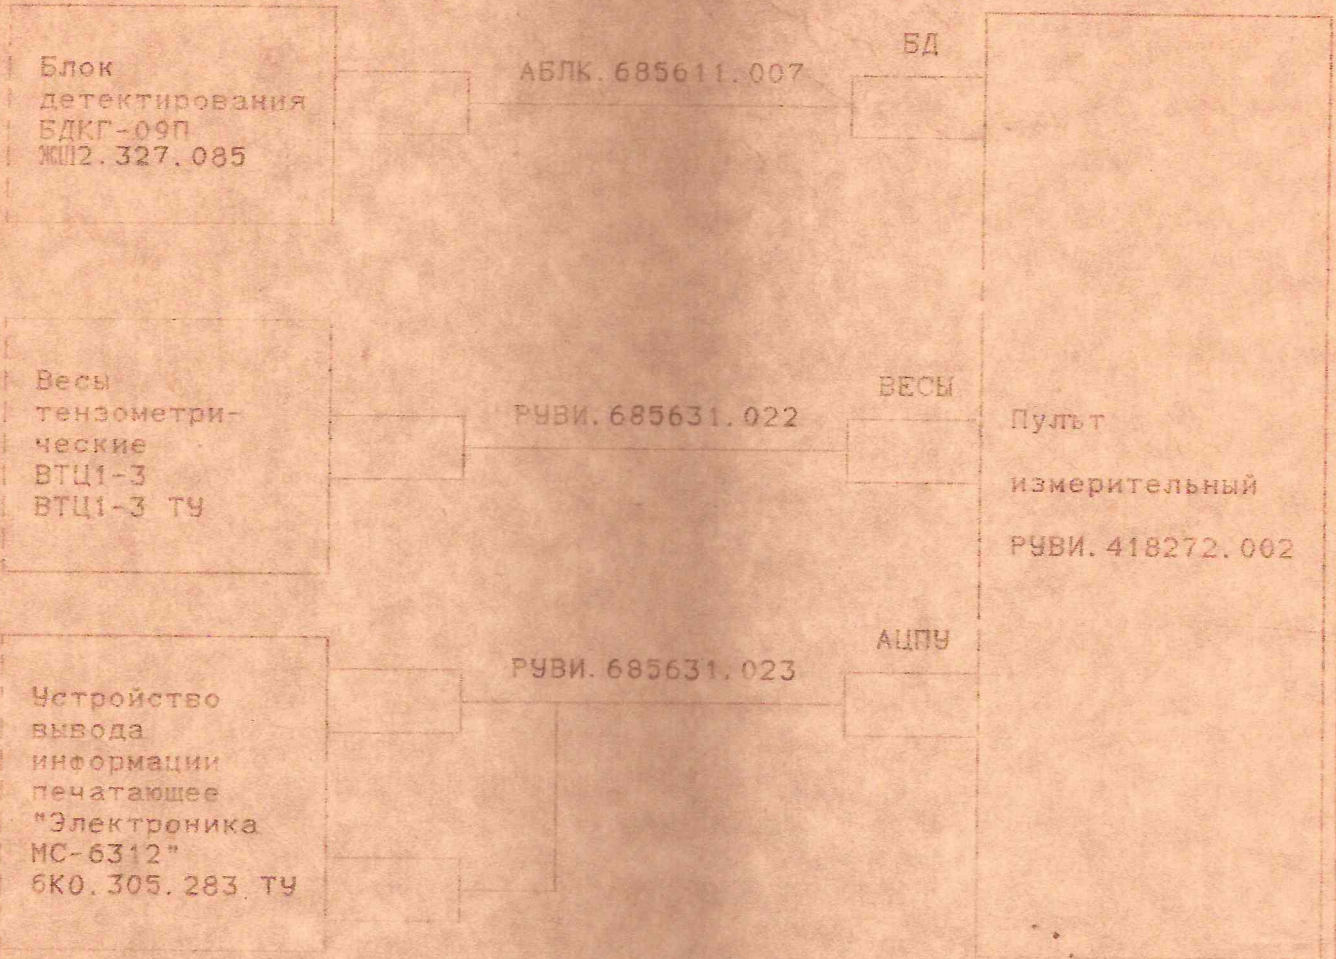 Блок
детектирования
БДКГ-09П
ЖШ2.327.085
АБЛК.685611.007
БД
Весы
тензометри-
ческие
ВТЦ1-3
ВТЦ1-3 ТУ
РУВИ.685631.022
ВЕСЫ
Пульт
измерительный
РУВИ.418272.002
Устройство
вывода
информации
печатающее
"Электроника
МС-6312"
6К0.305.283 ТУ
РУВИ.685631.023
АЦПУ